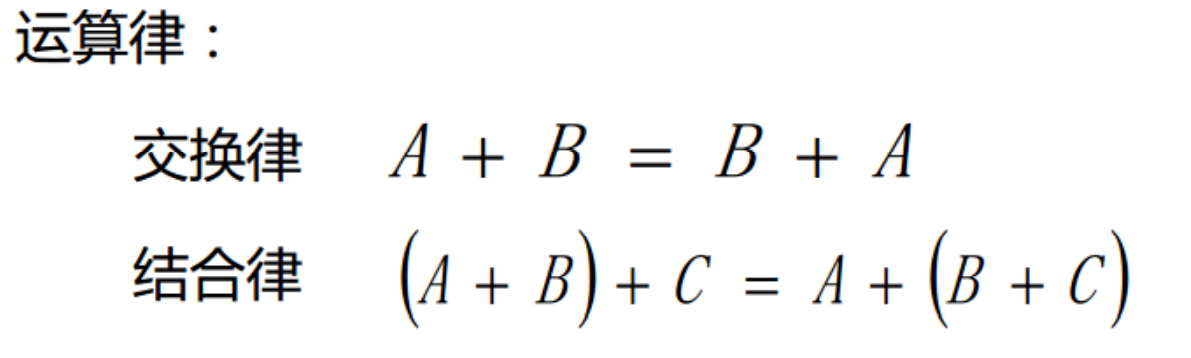 运算律：
交换律 A + B = B + A
结合律 (A + B) + C = A + (B + C)